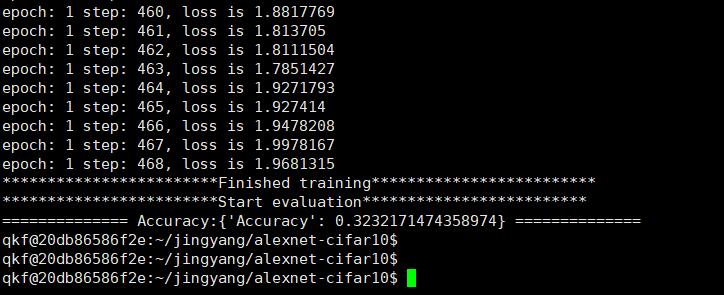 epoch: 1 step: 460, loss is 1.8817769
epoch: 1 step: 461, loss is 1.813705
epoch: 1 step: 462, loss is 1.8111504
epoch: 1 step: 463, loss is 1.7851427
epoch: 1 step: 464, loss is 1.9271793
epoch: 1 step: 465, loss is 1.927414
epoch: 1 step: 466, loss is 1.9478208
epoch: 1 step: 467, loss is 1.9978167
epoch: 1 step: 468, loss is 1.9681315
************************Finished training*************************
************************Start evaluation*************************
============== Accuracy:{'Accuracy': 0.3232171474358974} ==============
qkf@20db86586f2e:~/jingyang/alexnet-cifar10$
qkf@20db86586f2e:~/jingyang/alexnet-cifar10$
qkf@20db86586f2e:~/jingyang/alexnet-cifar10$